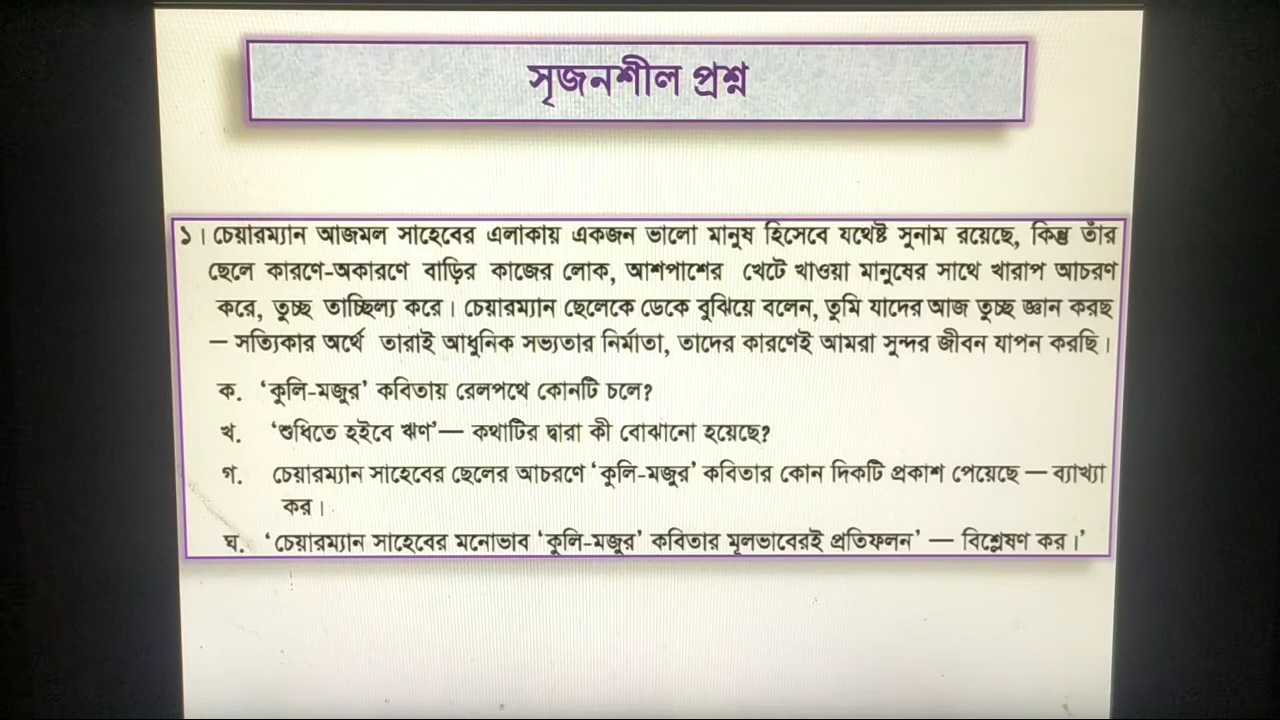 সৃজনশীল প্রশ্ন
১। চেয়ারম্যান আজমল সাহেবের এলাকায় একজন ভালো মানুষ হিসেবে যথেষ্ট সুনাম রয়েছে, কিন্তু তাঁর
ছেলে কারণে-অকারণে বাড়ির কাজের লোক, আশপাশের খেটে খাওয়া মানুষের সাথে খারাপ আচরণ
করে, তুচ্ছ তাচ্ছিল্য করে। চেয়ারম্যান ছেলেকে ডেকে বুঝিয়ে বলেন, তুমি যাদের আজ তুচ্ছ জ্ঞান করছ
— সত্যিকার অর্থে তারাই আধুনিক সভ্যতার নির্মাতা, তাদের কারণেই আমরা সুন্দর জীবন যাপন করছি।
ক. ‘কুলি-মজুর’ কবিতায় রেলপথে কোনটি চলে?
খ. ‘শুধিতে হইবে ঋণ’— কথাটির দ্বারা কী বোঝানো হয়েছে?
গ. চেয়ারম্যান সাহেবের ছেলের আচরণে ‘কুলি-মজুর’ কবিতার কোন দিকটি প্রকাশ পেয়েছে — ব্যাখ্যা
কর।
ঘ. ‘চেয়ারম্যান সাহেবের মনোভাব ‘কুলি-মজুর’ কবিতার মূলভাবেরই প্রতিফলন’ — বিশ্লেষণ কর।’